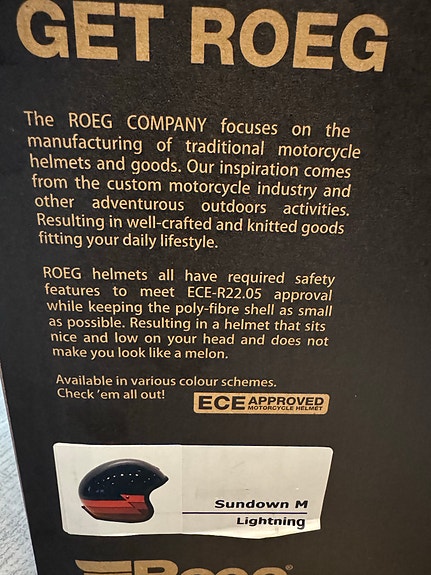 GET ROEG
The ROEG COMPANY focuses on the
manufacturing of traditional motorcycle
helmets and goods. Our inspiration comes
from the custom motorcycle industry and
other adventurous outdoors activities.
Resulting in well-crafted and knitted goods
fitting your daily lifestyle.
ROEG helmets all have required safety
features to meet ECE-R22.05 approval
while keeping the poly-fibre shell as small
as possible. Resulting in a helmet that sits
nice and low on your head and does not
make you look like a melon.
Available in various colour schemes.
Check 'em all out!
ECE APPROVED
MOTORCYCLE HELMET
Sundown M
Lightning
Roeg®